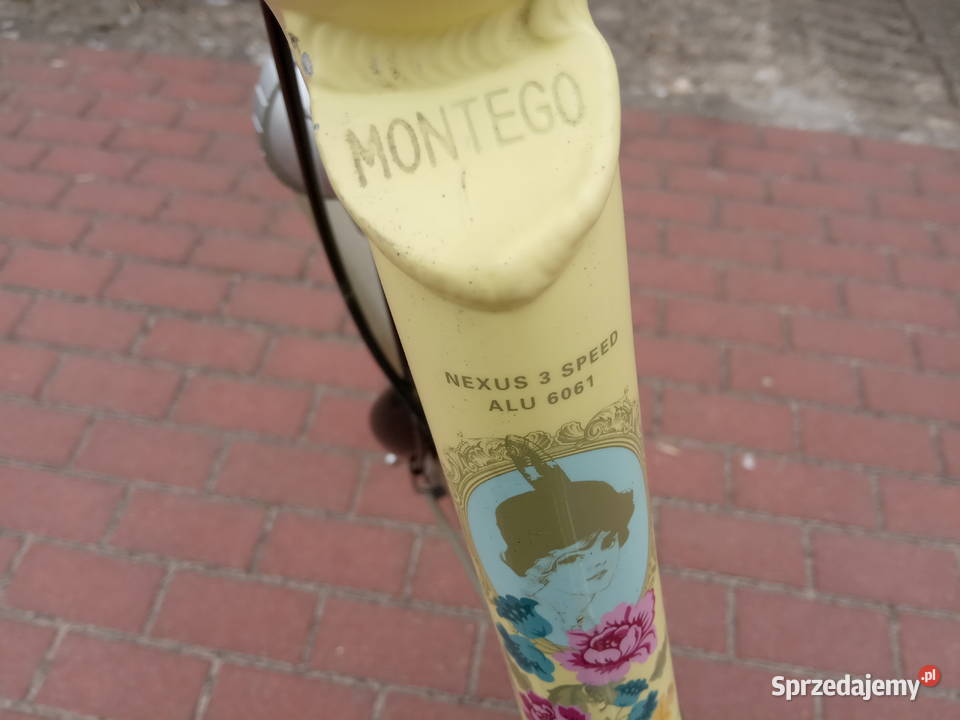 MONTEGO
NEXUS 3 SPEED
ALU 6061
Sprzedajemy.pl